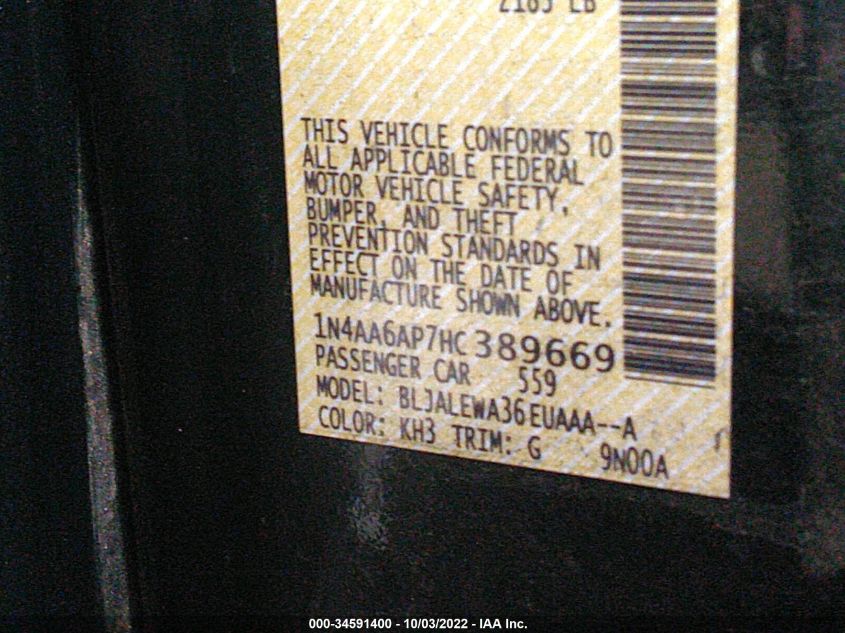 2185 LB
THIS VEHICLE CONFORMS TO
ALL APPLICABLE FEDERAL
MOTOR VEHICLE SAFETY,
BUMPER, AND THEFT
PREVENTION STANDARDS IN
EFFECT ON THE DATE OF
MANUFACTURE SHOWN ABOVE.
1N4AA6AP7HC389669
PASSENGER CAR 559
MODEL: BLJALEWA36EUAAA--A
COLOR: KH3 TRIM: G 9N00A
000-34591400 - 10/03/2022 - IAA Inc.